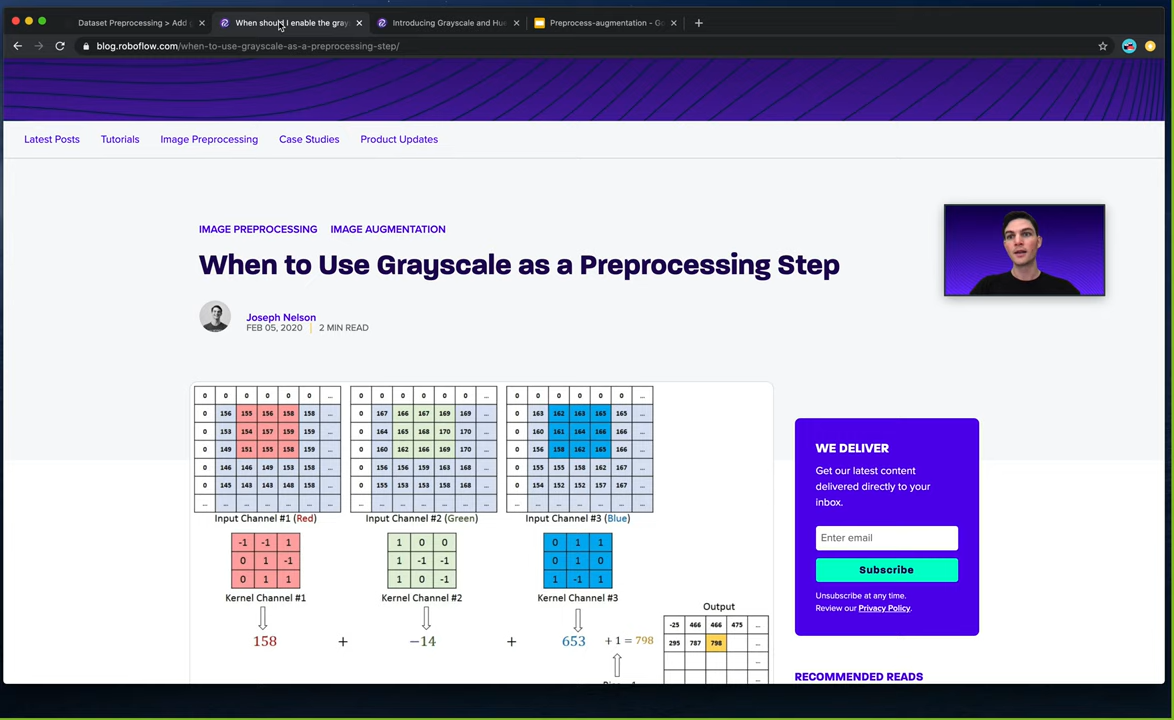 Dataset Preprocessing > Add g
When should I enable the gray
Introducing Grayscale and Hue
Preprocess-augmentation - Go
blog.roboflow.com/when-to-use-grayscale-as-a-preprocessing-step/
Latest Posts Tutorials Image Preprocessing Case Studies Product Updates
IMAGE PREPROCESSING IMAGE AUGMENTATION
When to Use Grayscale as a Preprocessing Step
Joseph Nelson
FEB 05, 2020 | 2 MIN READ
0 0 0 0 0 0 ... 0 0 0 0 0 0 ... 0 0 0 0 0 0 ...
0 156 155 156 158 158 ... 0 167 166 167 169 169 ... 0 163 162 163 165 165 ...
0 153 154 157 159 159 ... 0 164 165 168 170 170 ... 0 160 161 164 166 166 ...
0 149 151 155 158 159 ... 0 160 162 166 169 170 ... 0 156 158 162 165 166 ...
0 146 146 149 153 158 ... 0 156 156 159 163 168 ... 0 155 155 158 162 167 ...
0 145 143 143 148 158 ... 0 155 153 153 158 168 ... 0 154 152 152 157 167 ...
... ... ... ... ... ... ... ... ... ... ... ... ... ... ... ... ... ... ... ... ...
Input Channel #1 (Red) Input Channel #2 (Green) Input Channel #3 (Blue)
-1 -1 1 1 0 0 0 1 1
0 1 -1 1 -1 -1 0 1 0
0 1 1 1 0 -1 1 -1 1
Kernel Channel #1 Kernel Channel #2 Kernel Channel #3
158 + −14 + 653 + 1 = 798
Output
-25 466 466 475 ...
295 787 798 ...
...
...
WE DELIVER
Get our latest content
delivered directly to your
inbox.
Enter email
Subscribe
Unsubscribe at any time.
Review our Privacy Policy.
RECOMMENDED READS